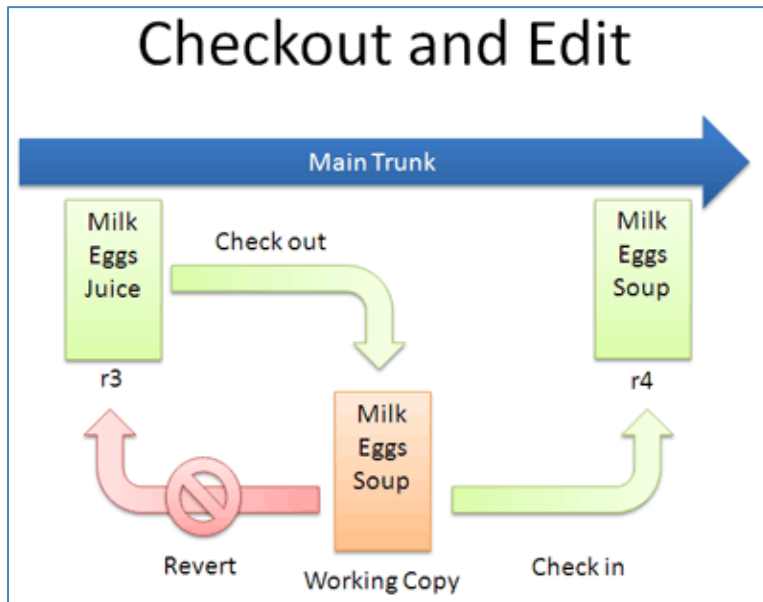 Checkout and Edit
Main Trunk
Milk
Eggs
Juice
r3
Check out
Milk
Eggs
Soup
r4
Milk
Eggs
Soup
Working Copy
Revert
Check in